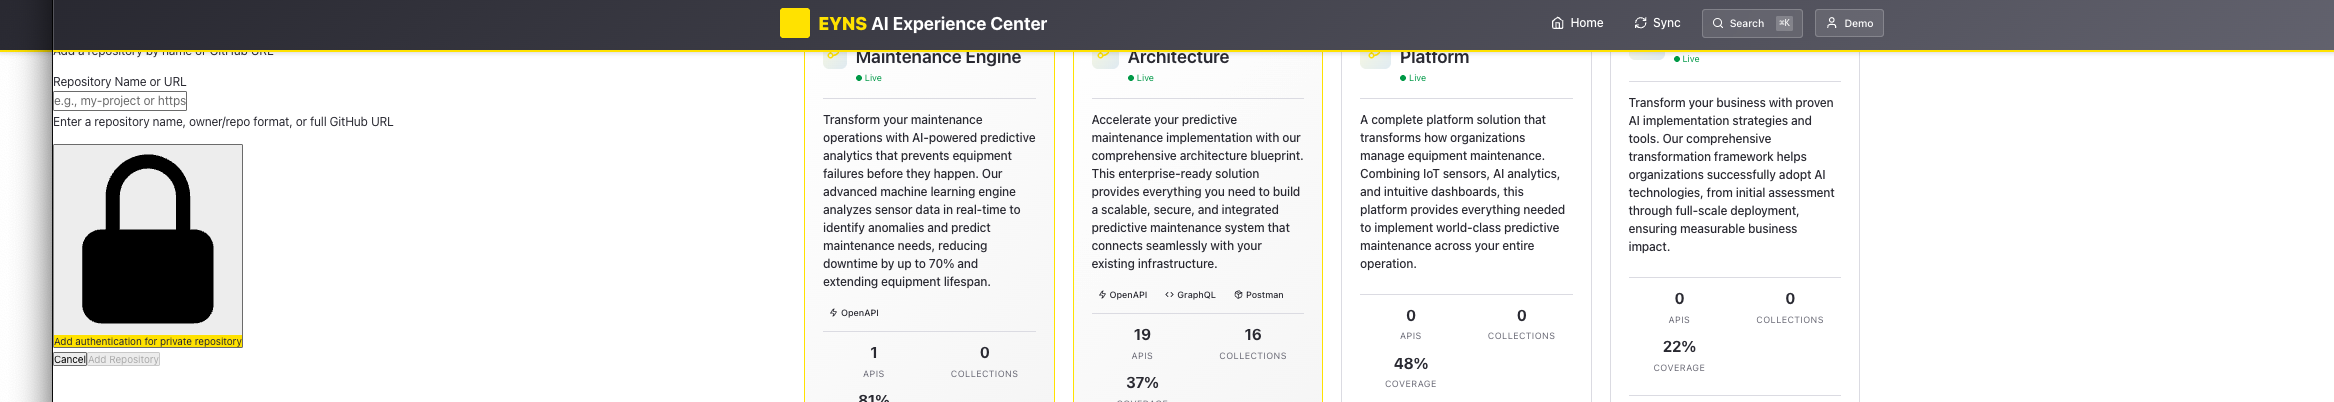 EYNS AI Experience Center
Home
Sync
Search
⌘K
Demo
Add a repository by name or GitHub URL
Repository Name or URL
e.g., my-project or https
Enter a repository name, owner/repo format, or full GitHub URL
Add authentication for private repository
Cancel
Add Repository
Maintenance Engine
Live
Transform your maintenance
operations with AI-powered predictive
analytics that prevents equipment
failures before they happen. Our
advanced machine learning engine
analyzes sensor data in real-time to
identify anomalies and predict
maintenance needs, reducing
downtime by up to 70% and
extending equipment lifespan.
OpenAPI
1
APIS
0
COLLECTIONS
81%
Architecture
Live
Accelerate your predictive
maintenance implementation with our
comprehensive architecture blueprint.
This enterprise-ready solution
provides everything you need to build
a scalable, secure, and integrated
predictive maintenance system that
connects seamlessly with your
existing infrastructure.
OpenAPI
GraphQL
Postman
19
APIS
16
COLLECTIONS
37%
COVERAGE
Platform
Live
A complete platform solution that
transforms how organizations
manage equipment maintenance.
Combining IoT sensors, AI analytics,
and intuitive dashboards, this
platform provides everything needed
to implement world-class predictive
maintenance across your entire
operation.
0
APIS
0
COLLECTIONS
48%
COVERAGE
Live
Transform your business with proven
AI implementation strategies and
tools. Our comprehensive
transformation framework helps
organizations successfully adopt AI
technologies, from initial assessment
through full-scale deployment,
ensuring measurable business
impact.
0
APIS
0
COLLECTIONS
22%
COVERAGE